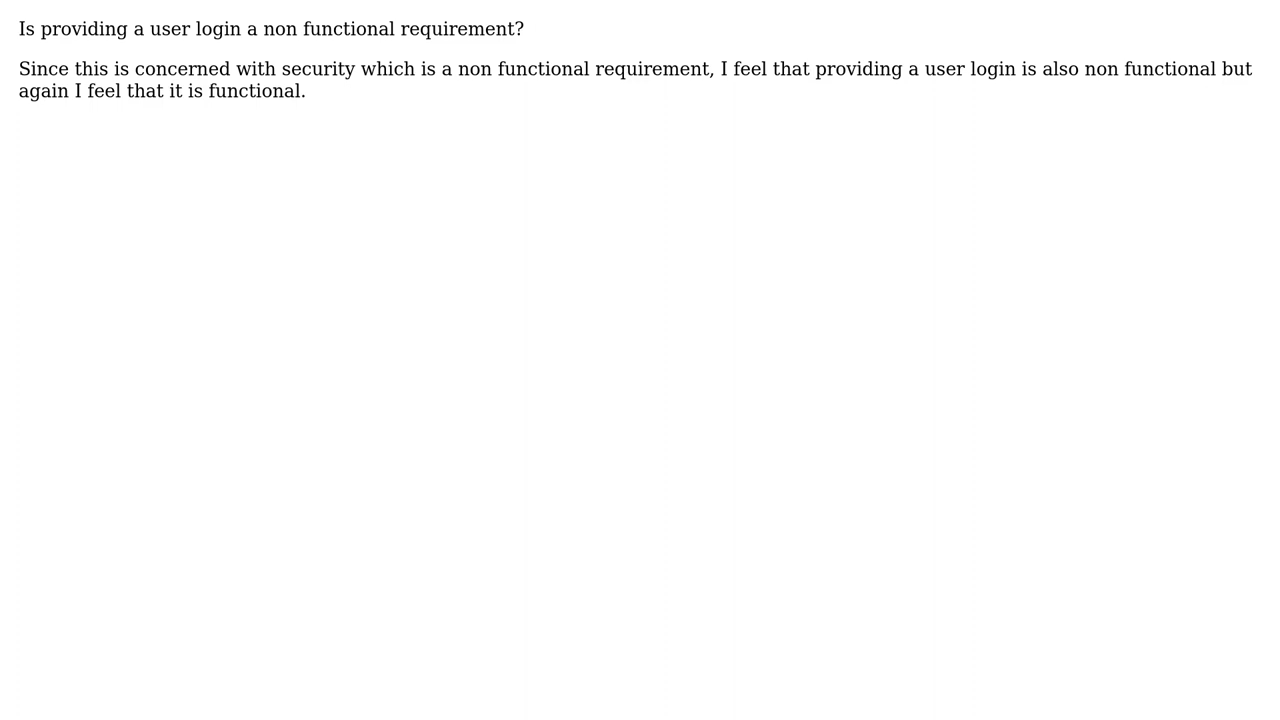 Is providing a user login a non functional requirement?
Since this is concerned with security which is a non functional requirement, I feel that providing a user login is also non functional but
again I feel that it is functional.